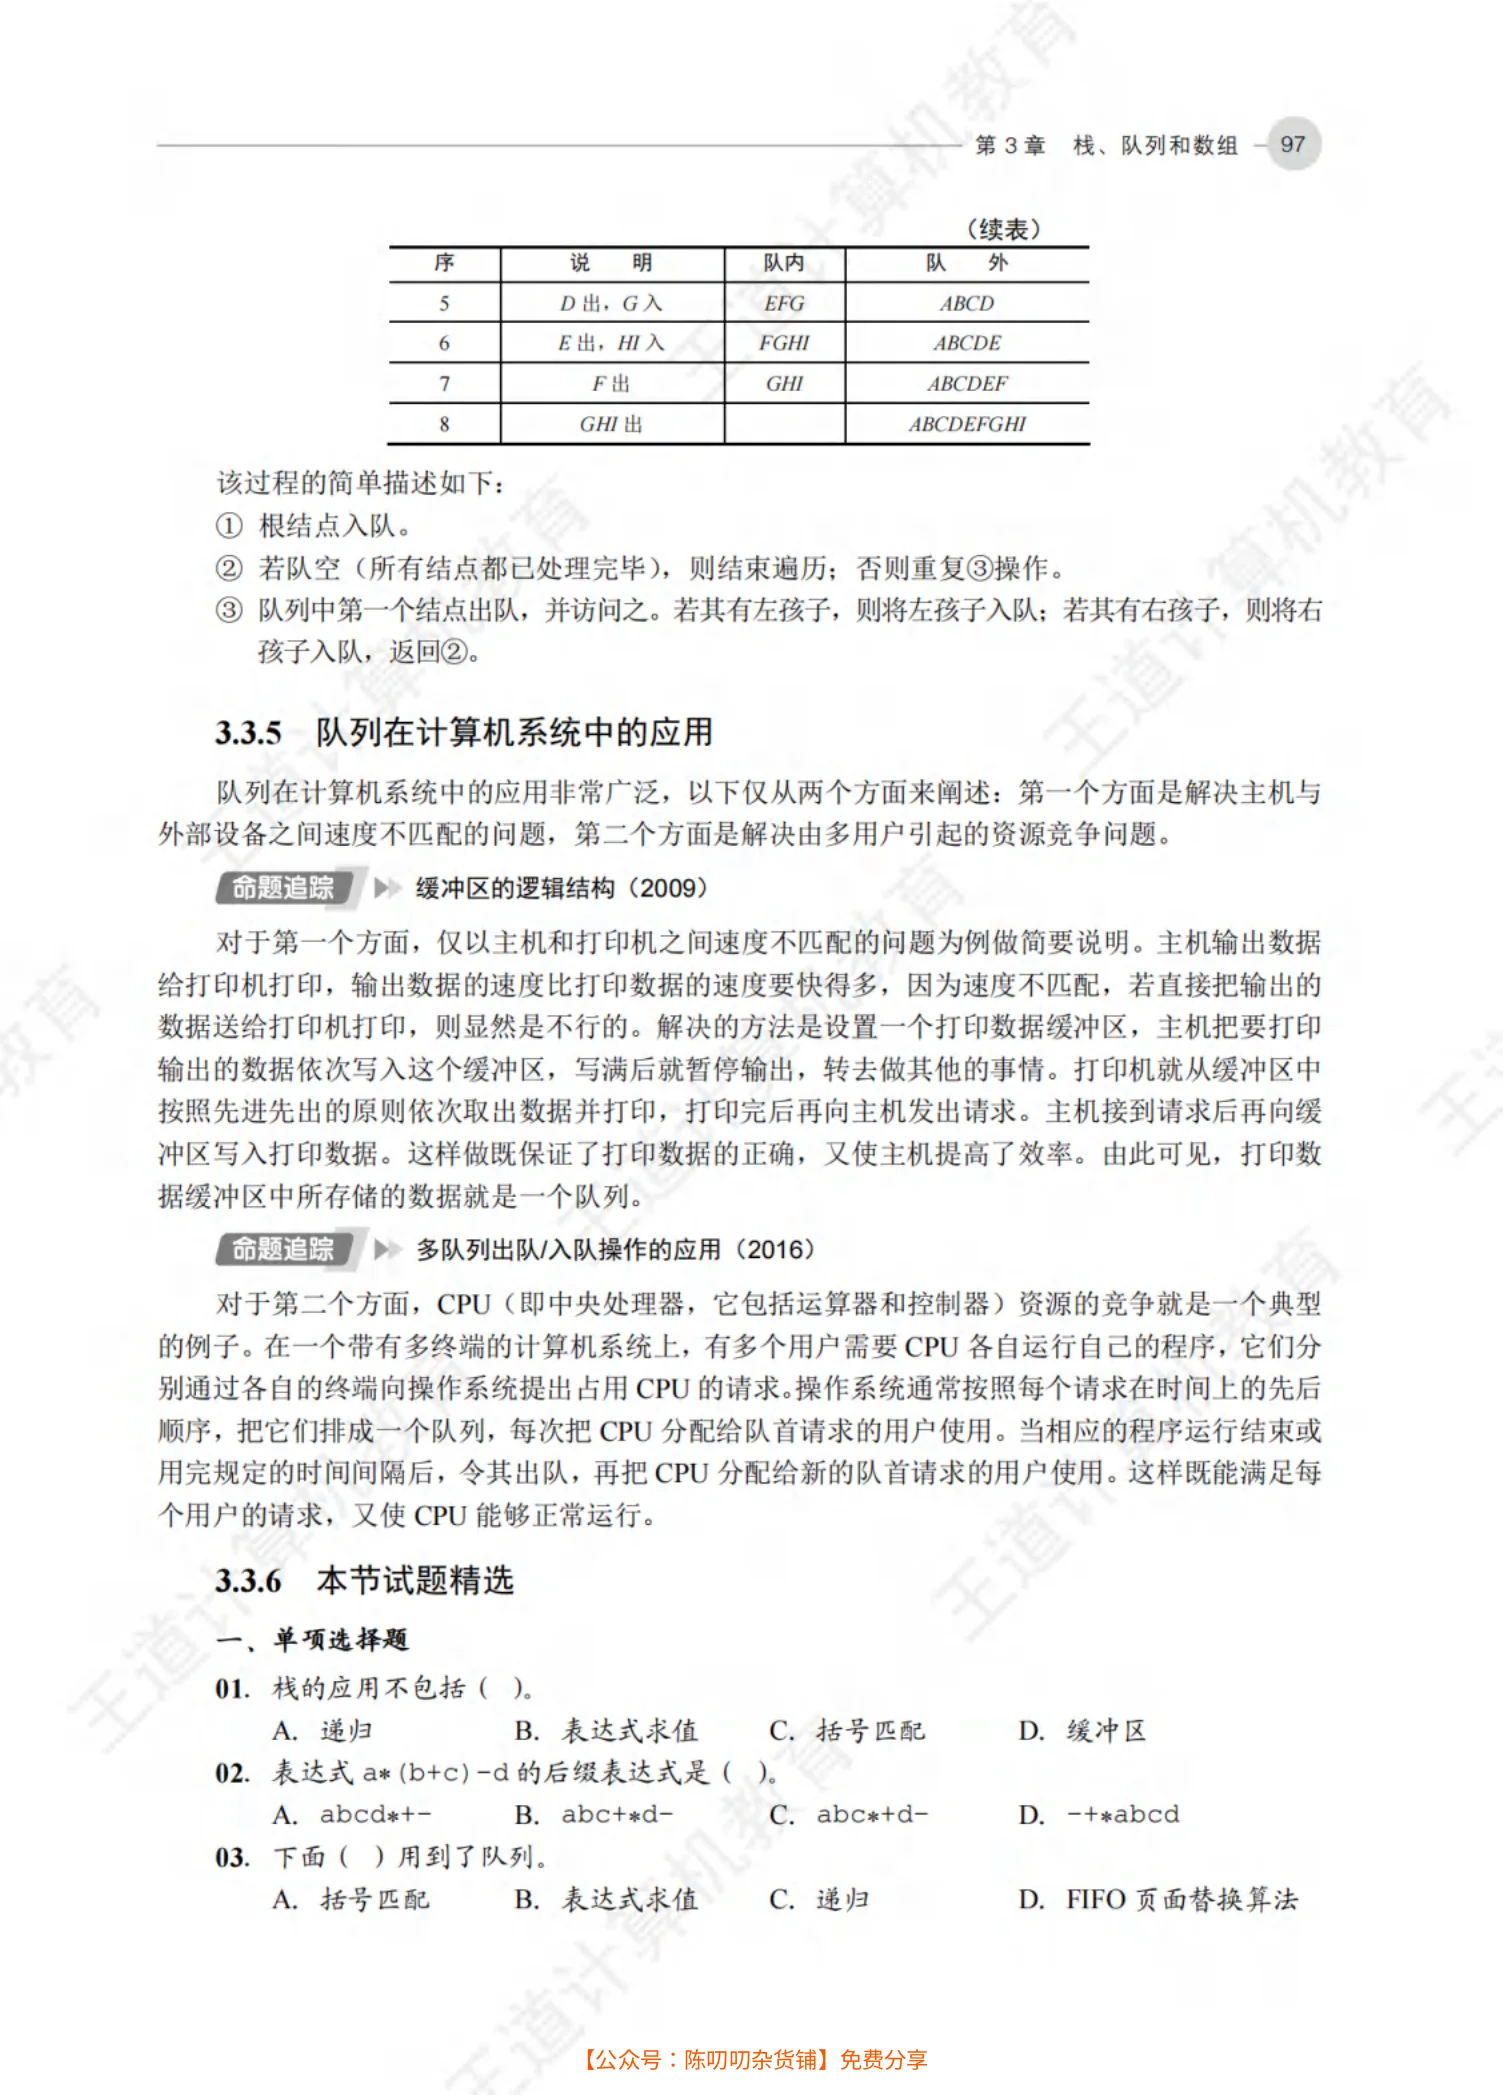 第 3 章 栈、队列和数组 97
(续表)
序 说 明 队内 队 外
5 D 出，G 入 EFG ABCD
6 E 出，HI 入 FGHI ABCDE
7 F 出 GHI ABCDEF
8 GHI 出 ABCDEFGHI
该过程的简单描述如下：
① 根结点入队。
② 若队空（所有结点都已处理完毕），则结束遍历；否则重复③操作。
③ 队列中第一个结点出队，并访问之。若其有左孩子，则将左孩子入队；若其有右孩子，则将右
孩子入队，返回②。
3.3.5 队列在计算机系统中的应用
队列在计算机系统中的应用非常广泛，以下仅从两个方面来阐述：第一个方面是解决主机与
外部设备之间速度不匹配的问题，第二个方面是解决由多用户引起的资源竞争问题。
命题追踪 缓冲区的逻辑结构（2009）
对于第一个方面，仅以主机和打印机之间速度不匹配的问题为例做简要说明。主机输出数据
给打印机打印，输出数据的速度比打印数据的速度要快得多，因为速度不匹配，若直接把输出的
数据送给打印机打印，则显然是不行的。解决的方法是设置一个打印数据缓冲区，主机把要打印
输出的数据依次写入这个缓冲区，写满后就暂停输出，转去做其他的事情。打印机就从缓冲区中
按照先进先出的原则依次取出数据并打印，打印完后再向主机发出请求。主机接到请求后再向缓
冲区写入打印数据。这样做既保证了打印数据的正确，又使主机提高了效率。由此可见，打印数
据缓冲区中所存储的数据就是一个队列。
命题追踪 多队列出队/入队操作的应用（2016）
对于第二个方面，CPU（即中央处理器，它包括运算器和控制器）资源的竞争就是一个典型
的例子。在一个带有多终端的计算机系统上，有多个用户需要 CPU 各自运行自己的程序，它们分
别通过各自的终端向操作系统提出占用 CPU 的请求。操作系统通常按照每个请求在时间上的先后
顺序，把它们排成一个队列，每次把 CPU 分配给队首请求的用户使用。当相应的程序运行结束或
用完规定的时间间隔后，令其出队，再把 CPU 分配给新的队首请求的用户使用。这样既能满足每
个用户的请求，又使 CPU 能够正常运行。
3.3.6 本节试题精选
一、单项选择题
01. 栈的应用不包括（ ）。
A. 递归 B. 表达式求值 C. 括号匹配 D. 缓冲区
02. 表达式 a*(b+c)-d 的后缀表达式是（ ）。
A. abcd*+- B. abc+*d- C. abc*+d- D. -+*abcd
03. 下面（ ）用到了队列。
A. 括号匹配 B. 表达式求值 C. 递归 D. FIFO 页面替换算法
王道计算机教育
【公众号：陈叨叨杂货铺】免费分享